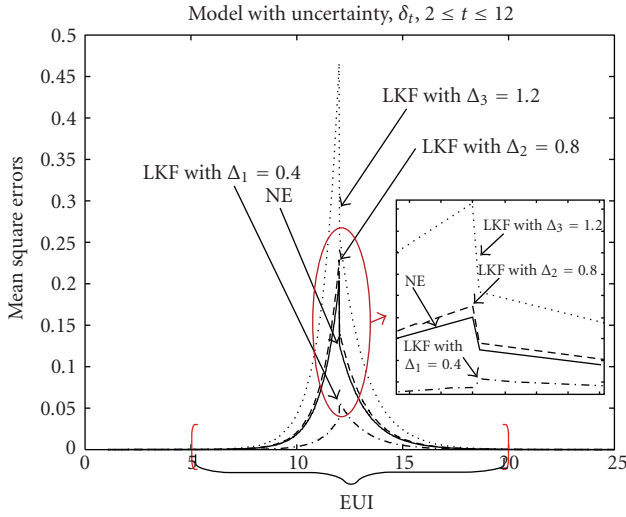 Model with uncertainty, δt, 2 ≤ t ≤ 12
Mean square errors
0.5
0.45
0.4
0.35
0.3
0.25
0.2
0.15
0.1
0.05
0
LKF with Δ3 = 1.2
LKF with Δ2 = 0.8
LKF with Δ1 = 0.4
NE
LKF with Δ3 = 1.2
LKF with Δ2 = 0.8
NE
LKF with
Δ1 = 0.4
0
5
10
15
20
25
EUI